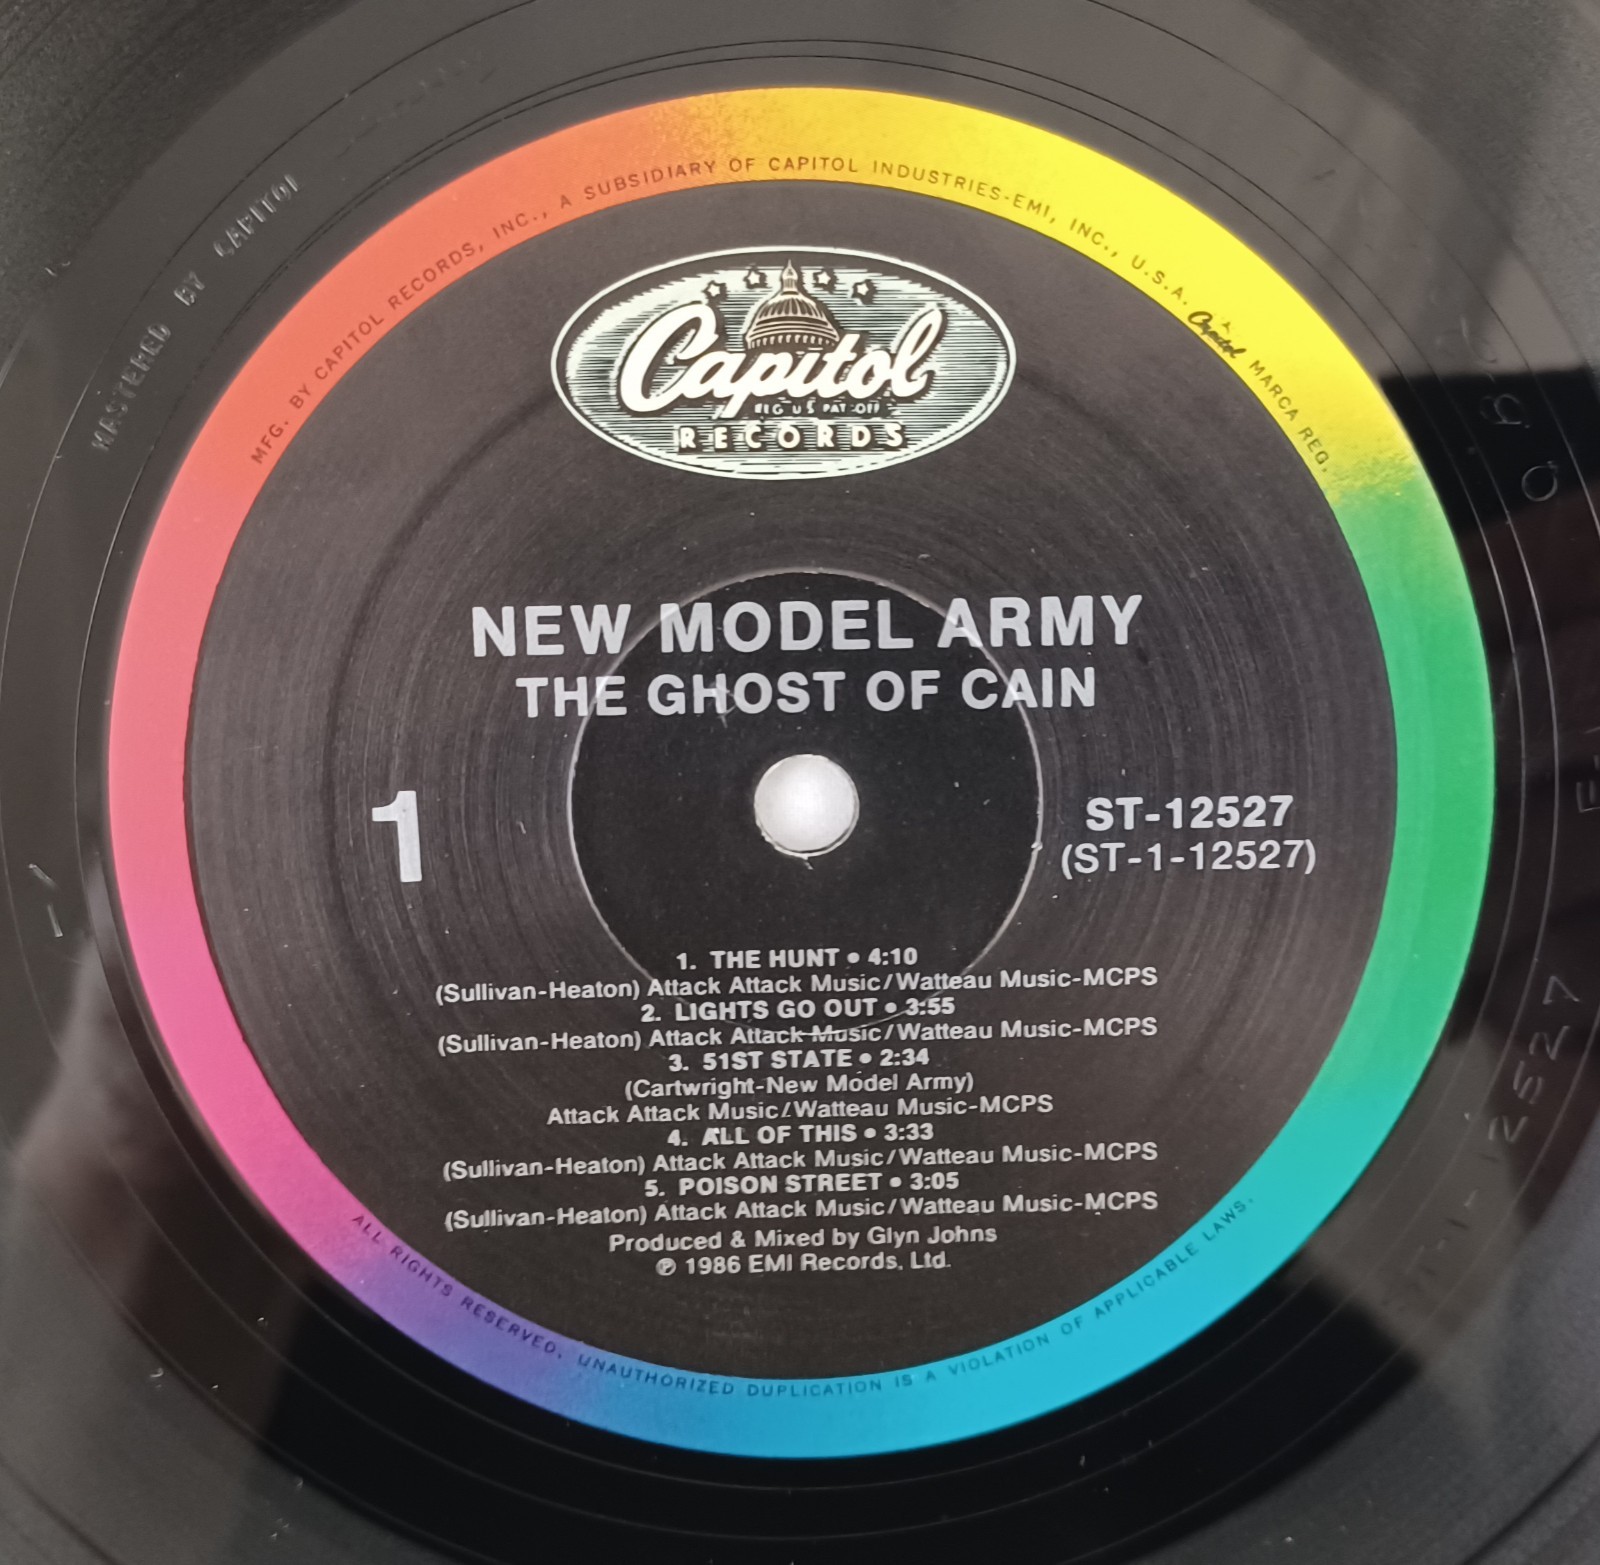 MASTERED BY CAPITOL
MFG. BY CAPITOL RECORDS, INC., A SUBSIDIARY OF CAPITOL INDUSTRIES-EMI, INC., U.S.A. Capitol MARCA REG.
Capitol
REG US PAT OFF
RECORDS
NEW MODEL ARMY
THE GHOST OF CAIN
1
ST-12527
(ST-1-12527)
1. THE HUNT • 4:10
(Sullivan-Heaton) Attack Attack Music/Watteau Music-MCPS
2. LIGHTS GO OUT • 3:55
(Sullivan-Heaton) Attack Attack Music/Watteau Music-MCPS
3. 51ST STATE • 2:34
(Cartwright-New Model Army)
Attack Attack Music/Watteau Music-MCPS
4. ALL OF THIS • 3:33
(Sullivan-Heaton) Attack Attack Music/Watteau Music-MCPS
5. POISON STREET • 3:05
(Sullivan-Heaton) Attack Attack Music/Watteau Music-MCPS
Produced & Mixed by Glyn Johns
℗ 1986 EMI Records, Ltd.
ALL RIGHTS RESERVED. UNAUTHORIZED DUPLICATION IS A VIOLATION OF APPLICABLE LAWS.